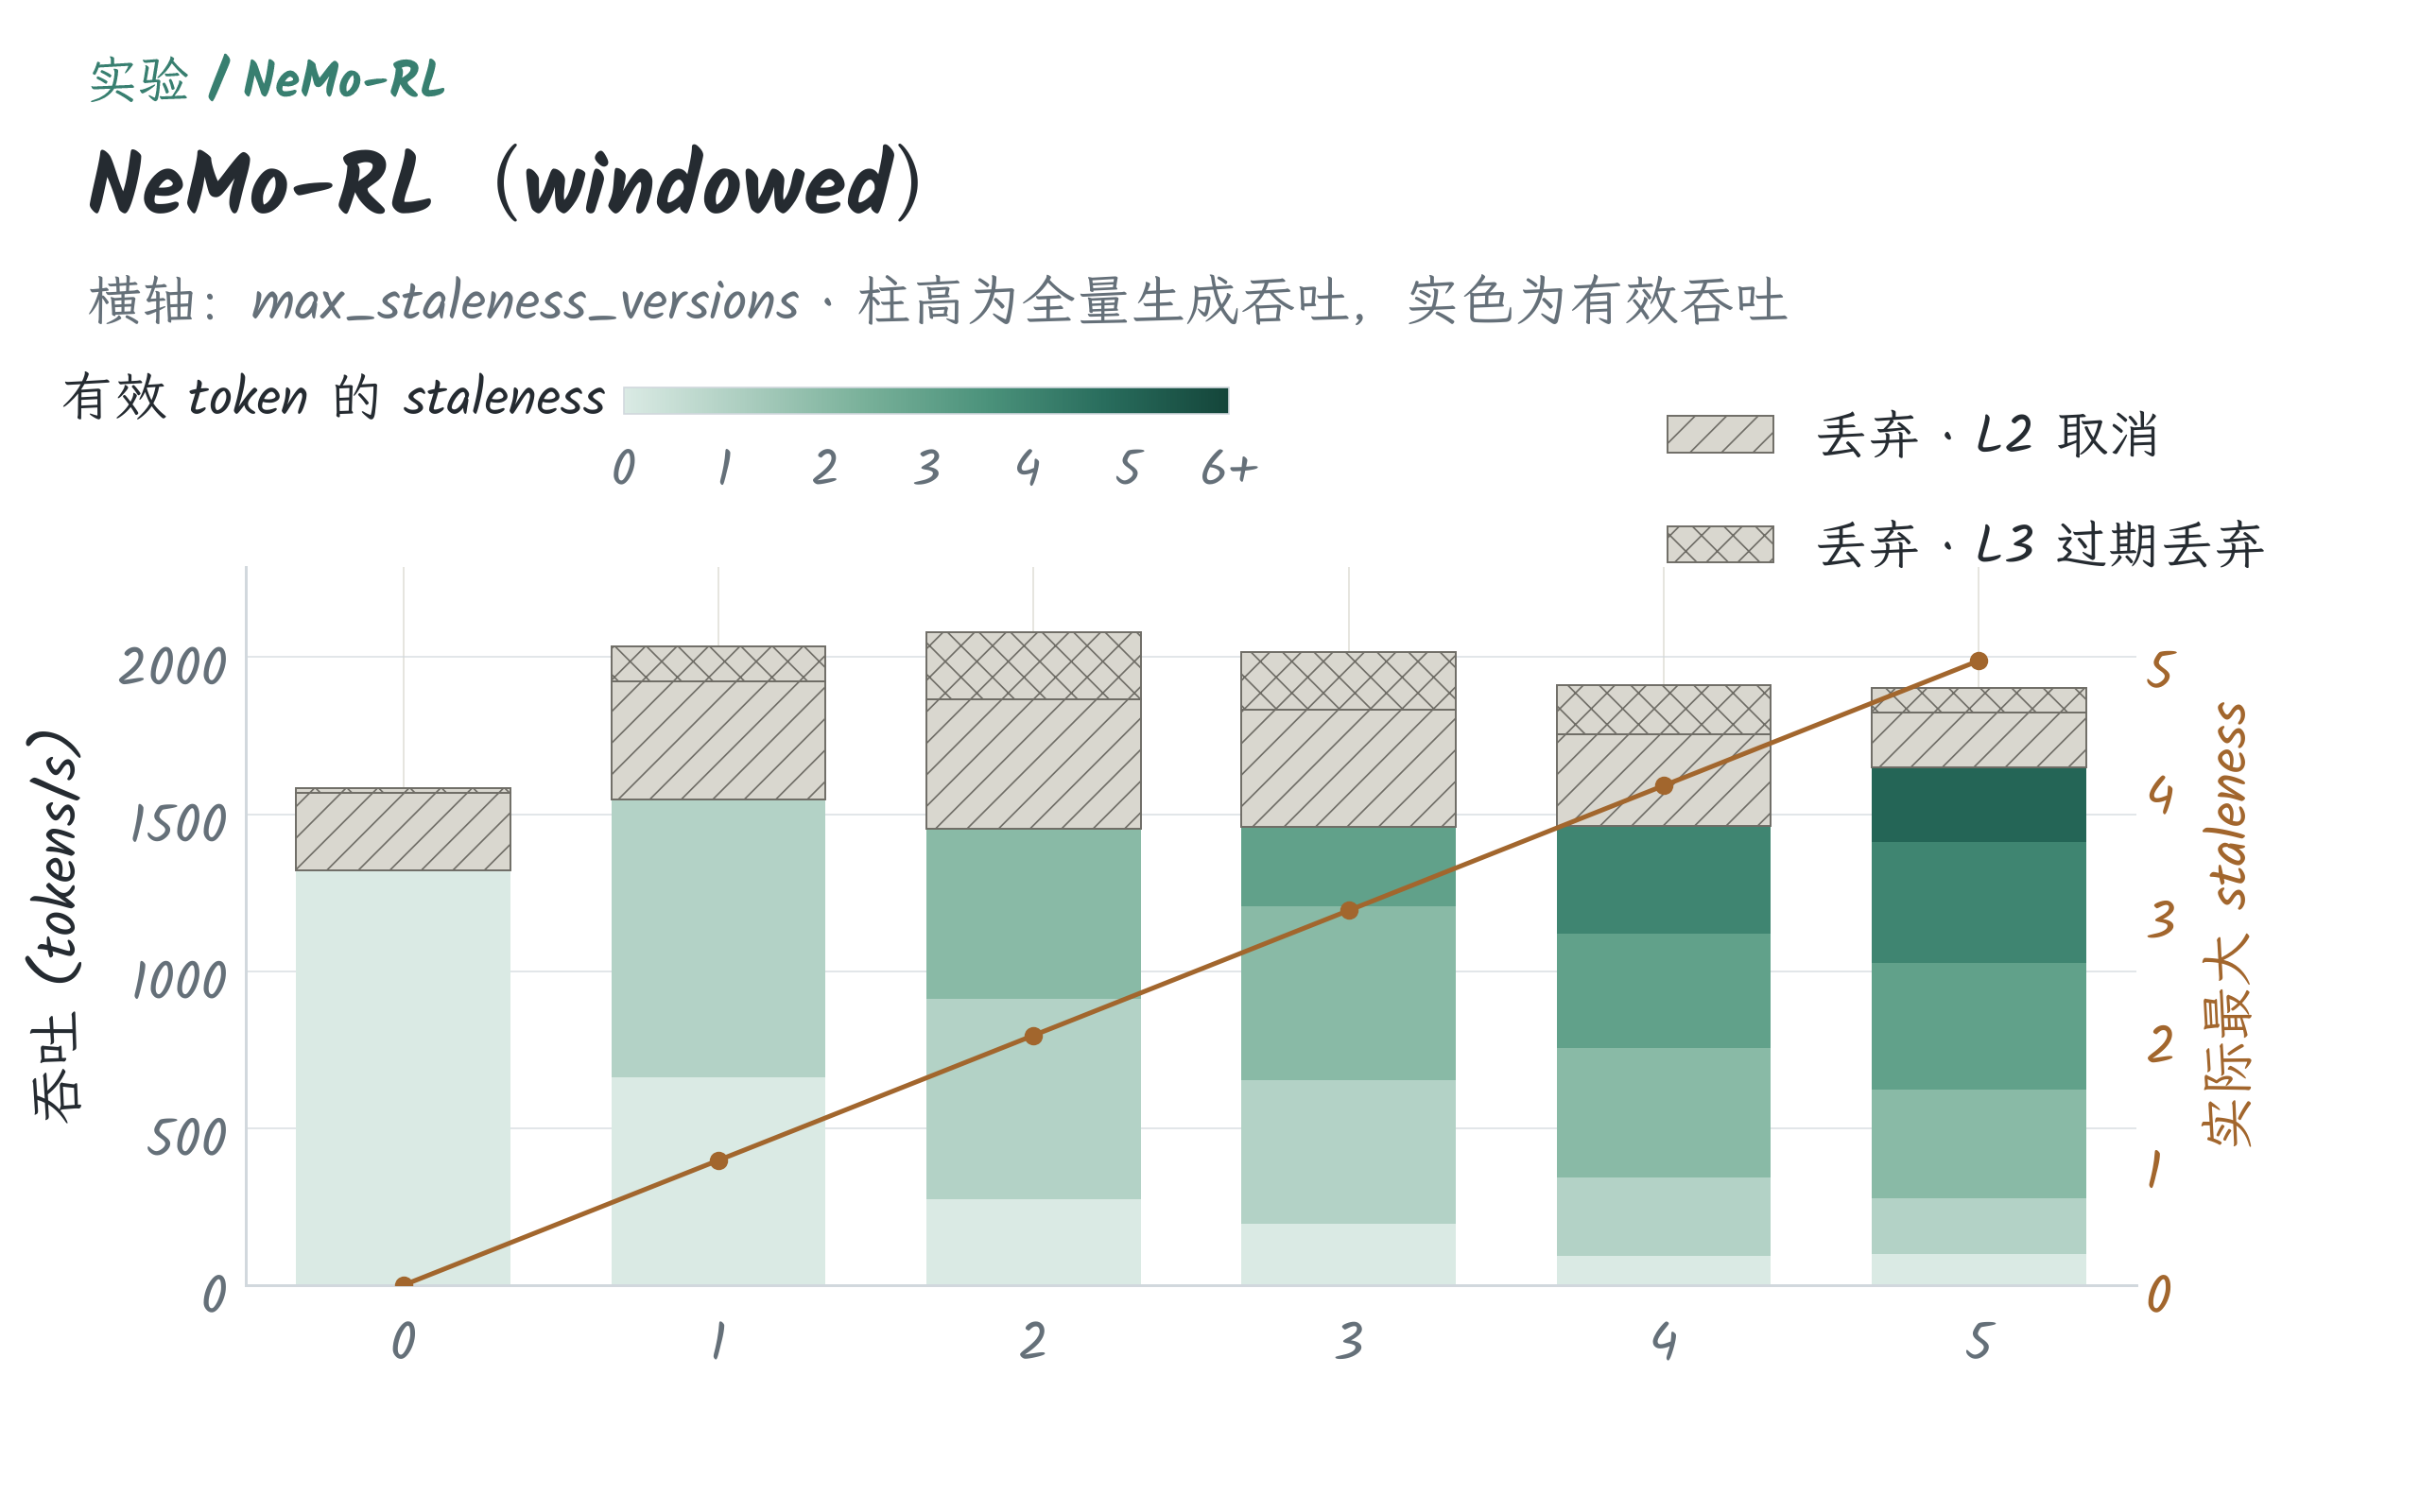 实验 / NeMo-RL
NeMo-RL （windowed）
横轴：max_staleness_versions · 柱高为全量生成吞吐，实色为有效吞吐
有效 token 的 staleness
0 1 2 3 4 5 6+
丢弃 · L2 取消
丢弃 · L3 过期丢弃
吞吐 (tokens/s)
2000
1500
1000
500
0
0 1 2 3 4 5
5
4
3
2
1
0
实际最大 staleness